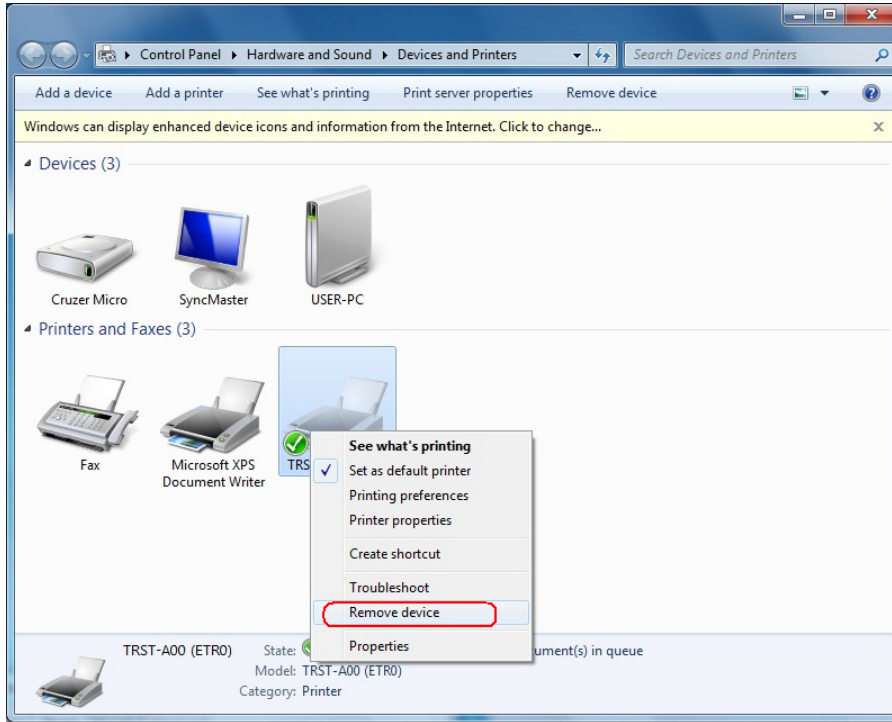 Control Panel Hardware and Sound Devices and Printers Search Devices and Printers
Add a device Add a printer See what's printing Print server properties Remove device
Windows can display enhanced device icons and information from the Internet. Click to change...
Devices (3)
Cruzer Micro SyncMaster USER-PC
Printers and Faxes (3)
Fax Microsoft XPS TRS
Document Writer
See what's printing
Set as default printer
Printing preferences
Printer properties
Create shortcut
Troubleshoot
Remove device
Properties
TRST-A00 (ETR0) State: ument(s) in queue
Model: TRST-A00 (ETR0)
Category: Printer